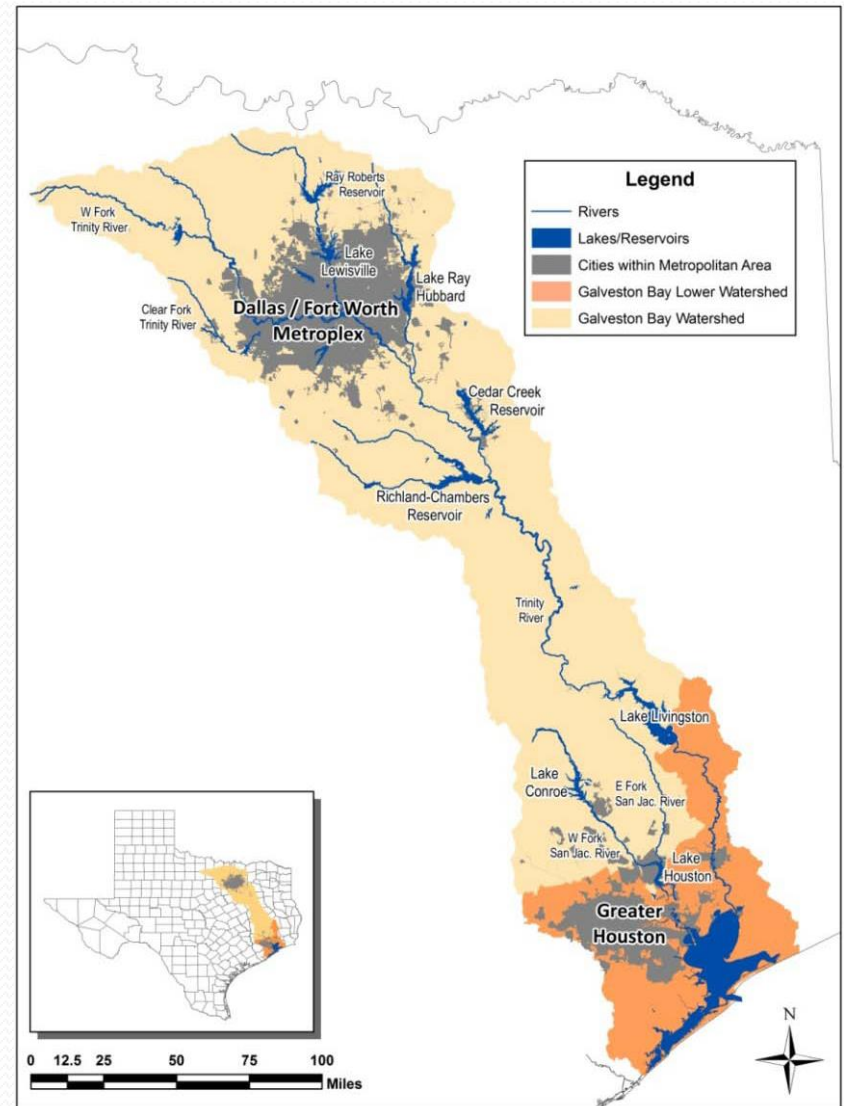 Legend
Rivers
Lakes/Reservoirs
Cities within Metropolitan Area
Galveston Bay Lower Watershed
Galveston Bay Watershed
Ray Roberts
Reservoir
W Fork
Trinity River
Lake
Lewisville
Lake Ray
Hubbard
Clear Fork
Trinity River
Dallas / Fort Worth
Metroplex
Cedar Creek
Reservoir
Richland-Chambers
Reservoir
Trinity
River
Lake Livingston
Lake
Conroe
E Fork
San Jac. River
W Fork
San Jac. River
Lake
Houston
Greater
Houston
N
0 12.5 25 50 75 100
Miles